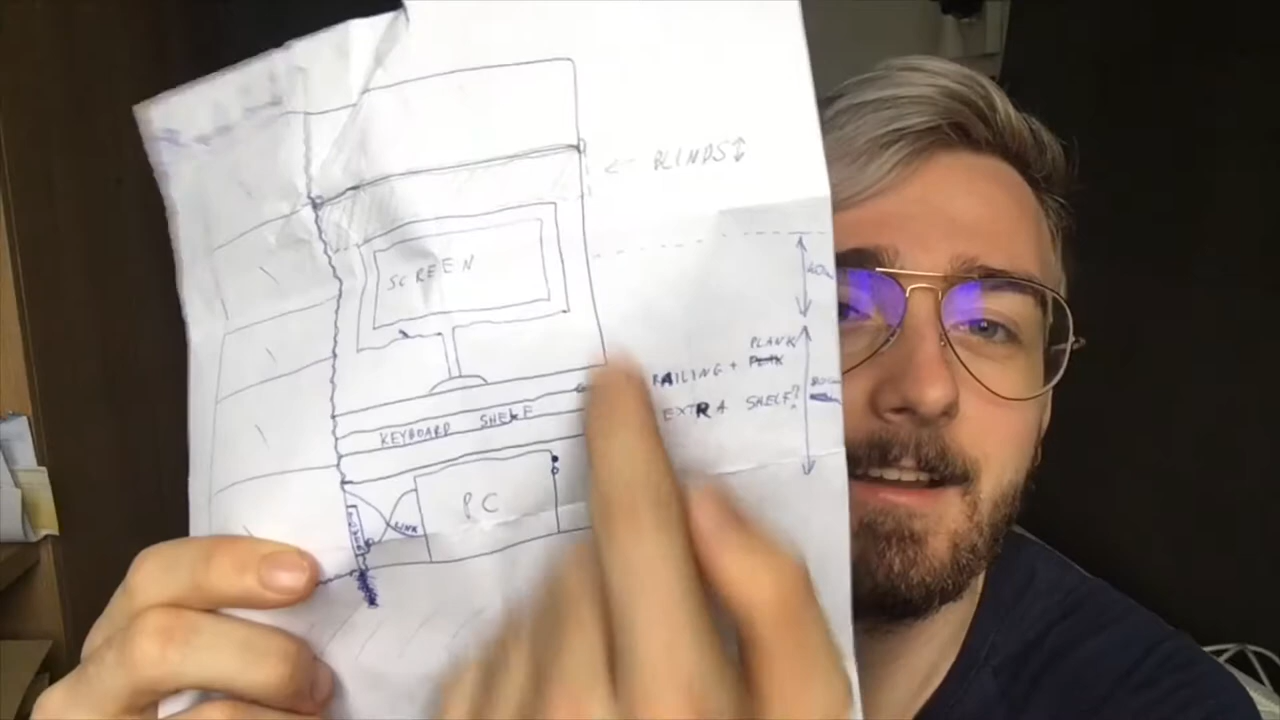 ← BLINDS ↕
SCREEN
PLANK
RAILING +
EXTRA SHELF?
KEYBOARD SHELF
PC
LINK